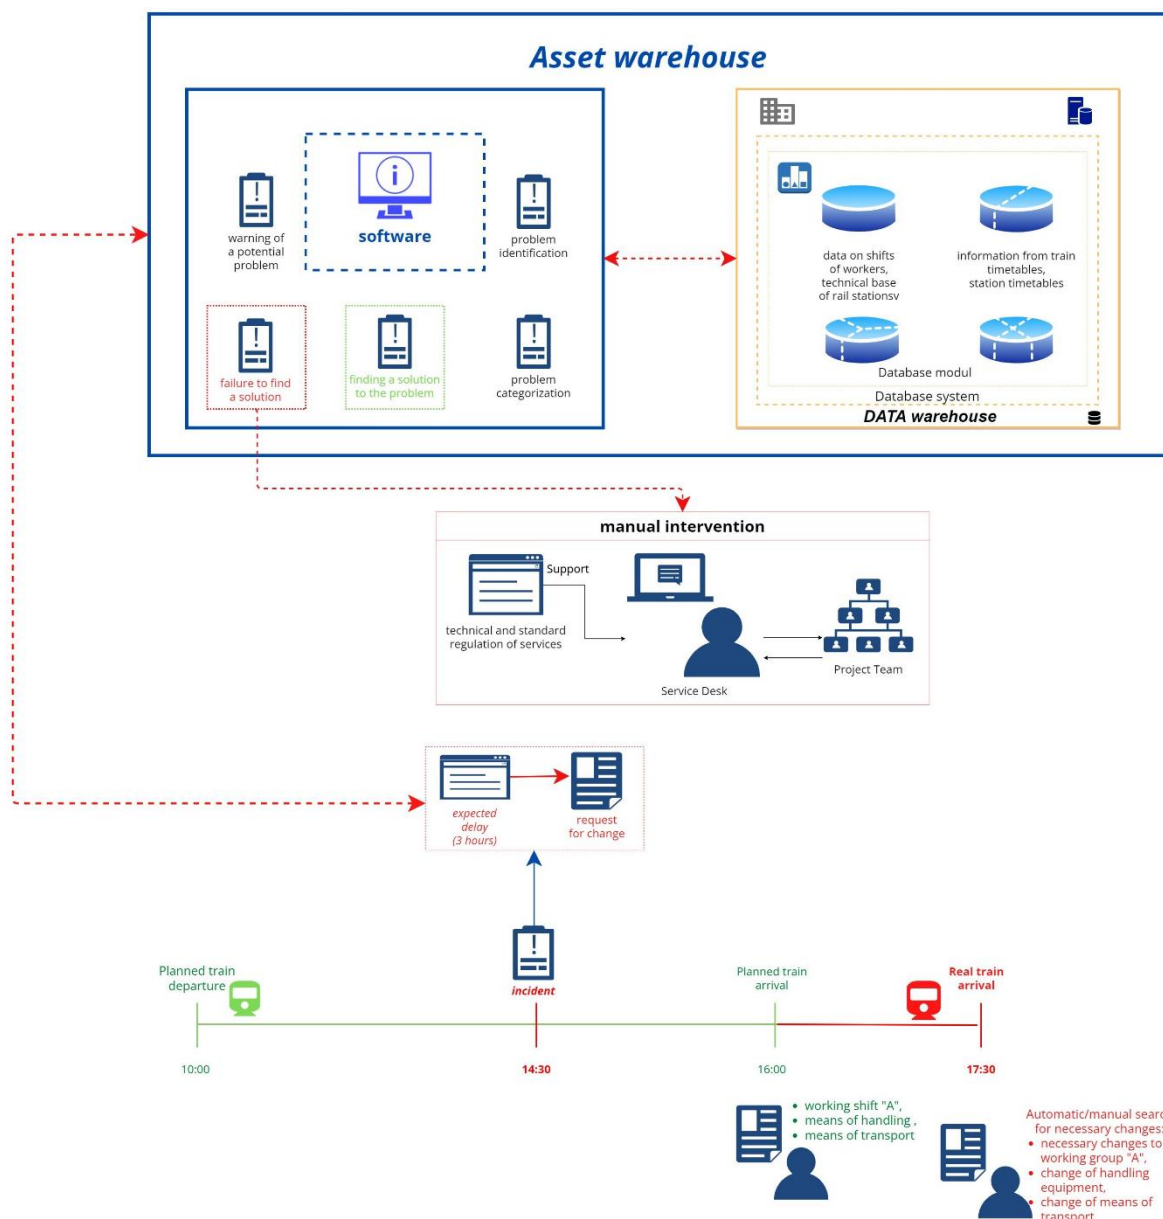 Asset warehouse
software
warning of
a potential
problem
problem
identification
failure to find
a solution
finding a solution
to the problem
problem
categorization
data on shifts
of workers,
technical base
of rail stationsv
information from train
timetables,
station timetables
Database modul
Database system
DATA warehouse
manual intervention
Support
technical and standard
regulation of services
Service Desk
Project Team
expected
delay
(3 hours)
request
for change
incident
Planned train
departure
Planned train
arrival
Real train
arrival
10:00
14:30
16:00
17:30
• working shift "A",
• means of handling ,
• means of transport
Automatic/manual searc
for necessary changes:
• necessary changes to
working group "A",
• change of handling
equipment,
• change of means of
transport